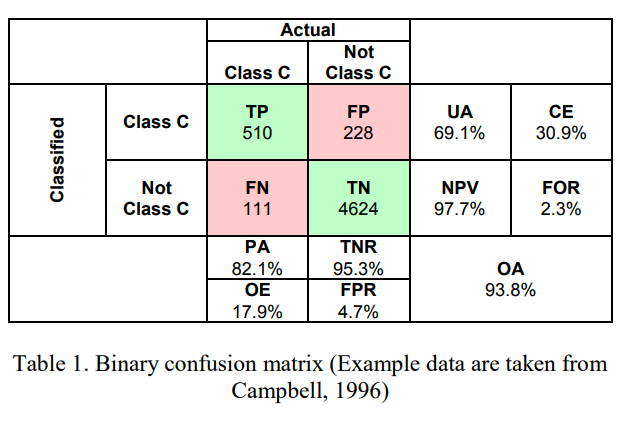 Actual
Class C
Not
Class C
Classified
Class C
TP
510
FP
228
UA
69.1%
CE
30.9%
Not
Class C
FN
111
TN
4624
NPV
97.7%
FOR
2.3%
PA
82.1%
TNR
95.3%
OE
17.9%
FPR
4.7%
OA
93.8%
Table 1. Binary confusion matrix (Example data are taken from
Campbell, 1996)